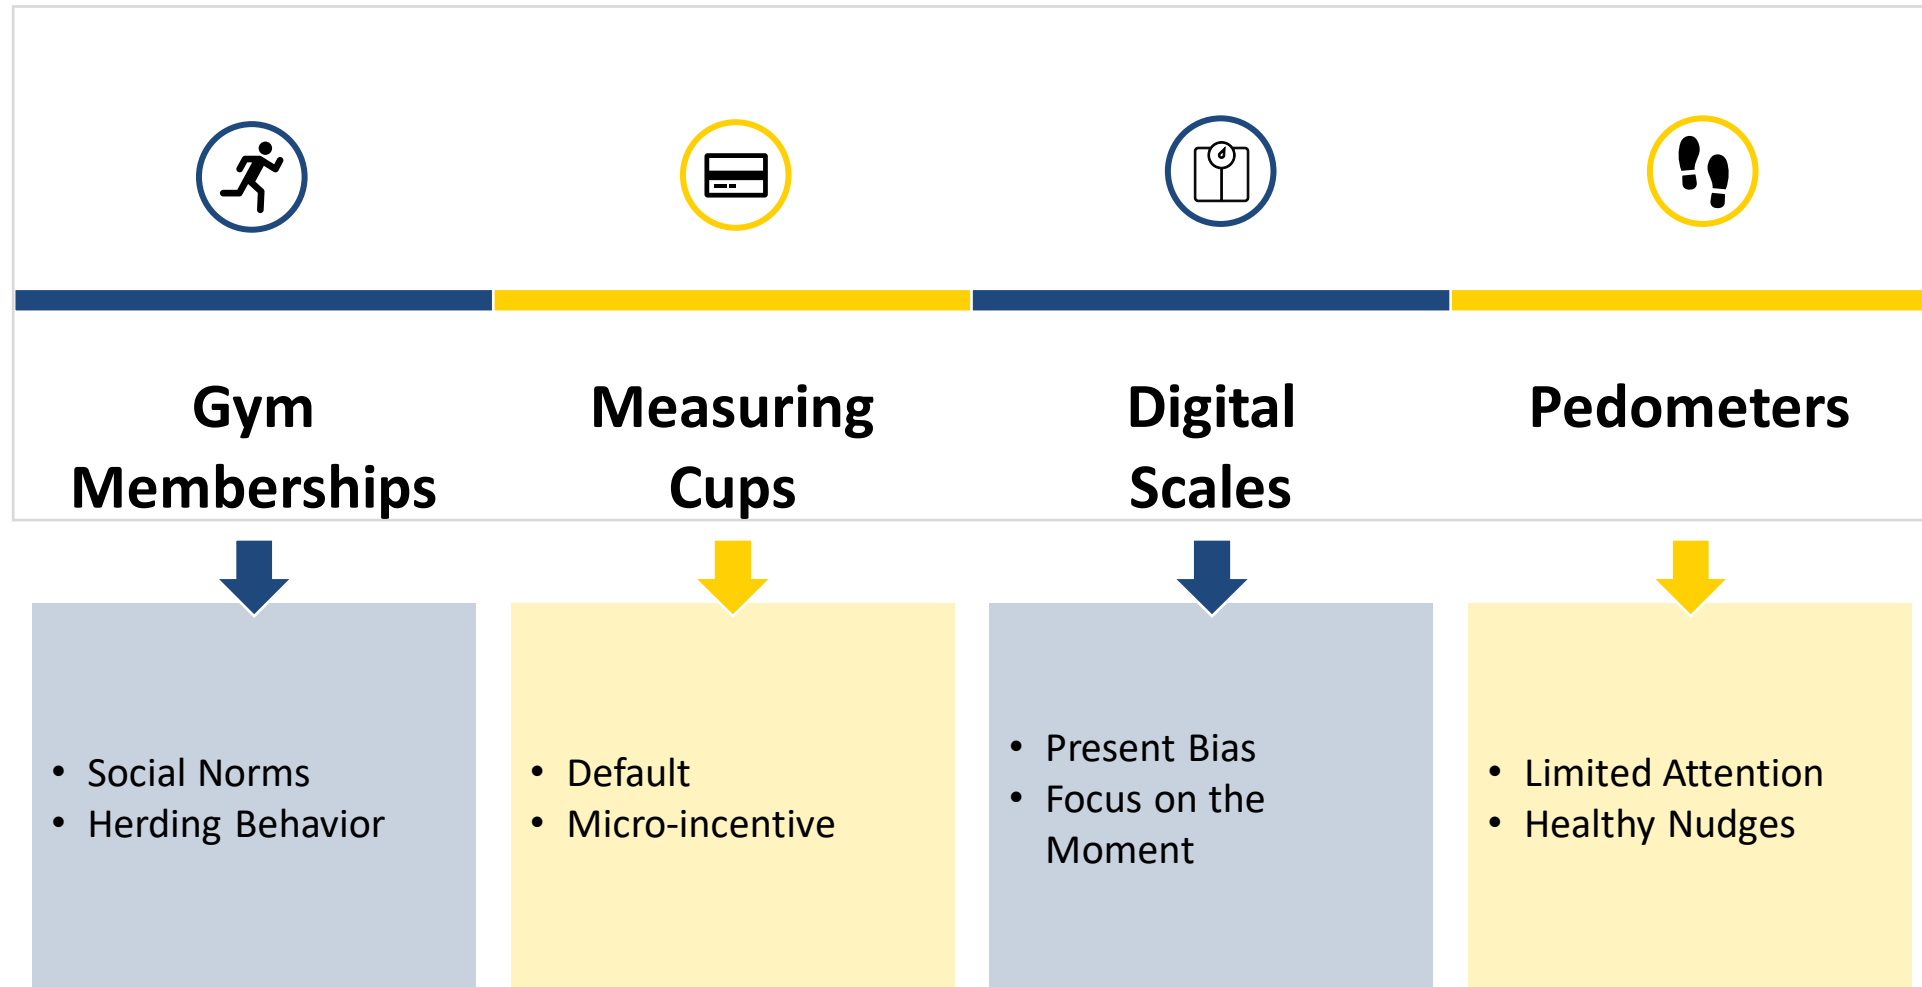 Gym
Memberships
Measuring
Cups
Digital
Scales
Pedometers
• Social Norms
• Herding Behavior
• Default
• Micro-incentive
• Present Bias
• Focus on the
Moment
• Limited Attention
• Healthy Nudges